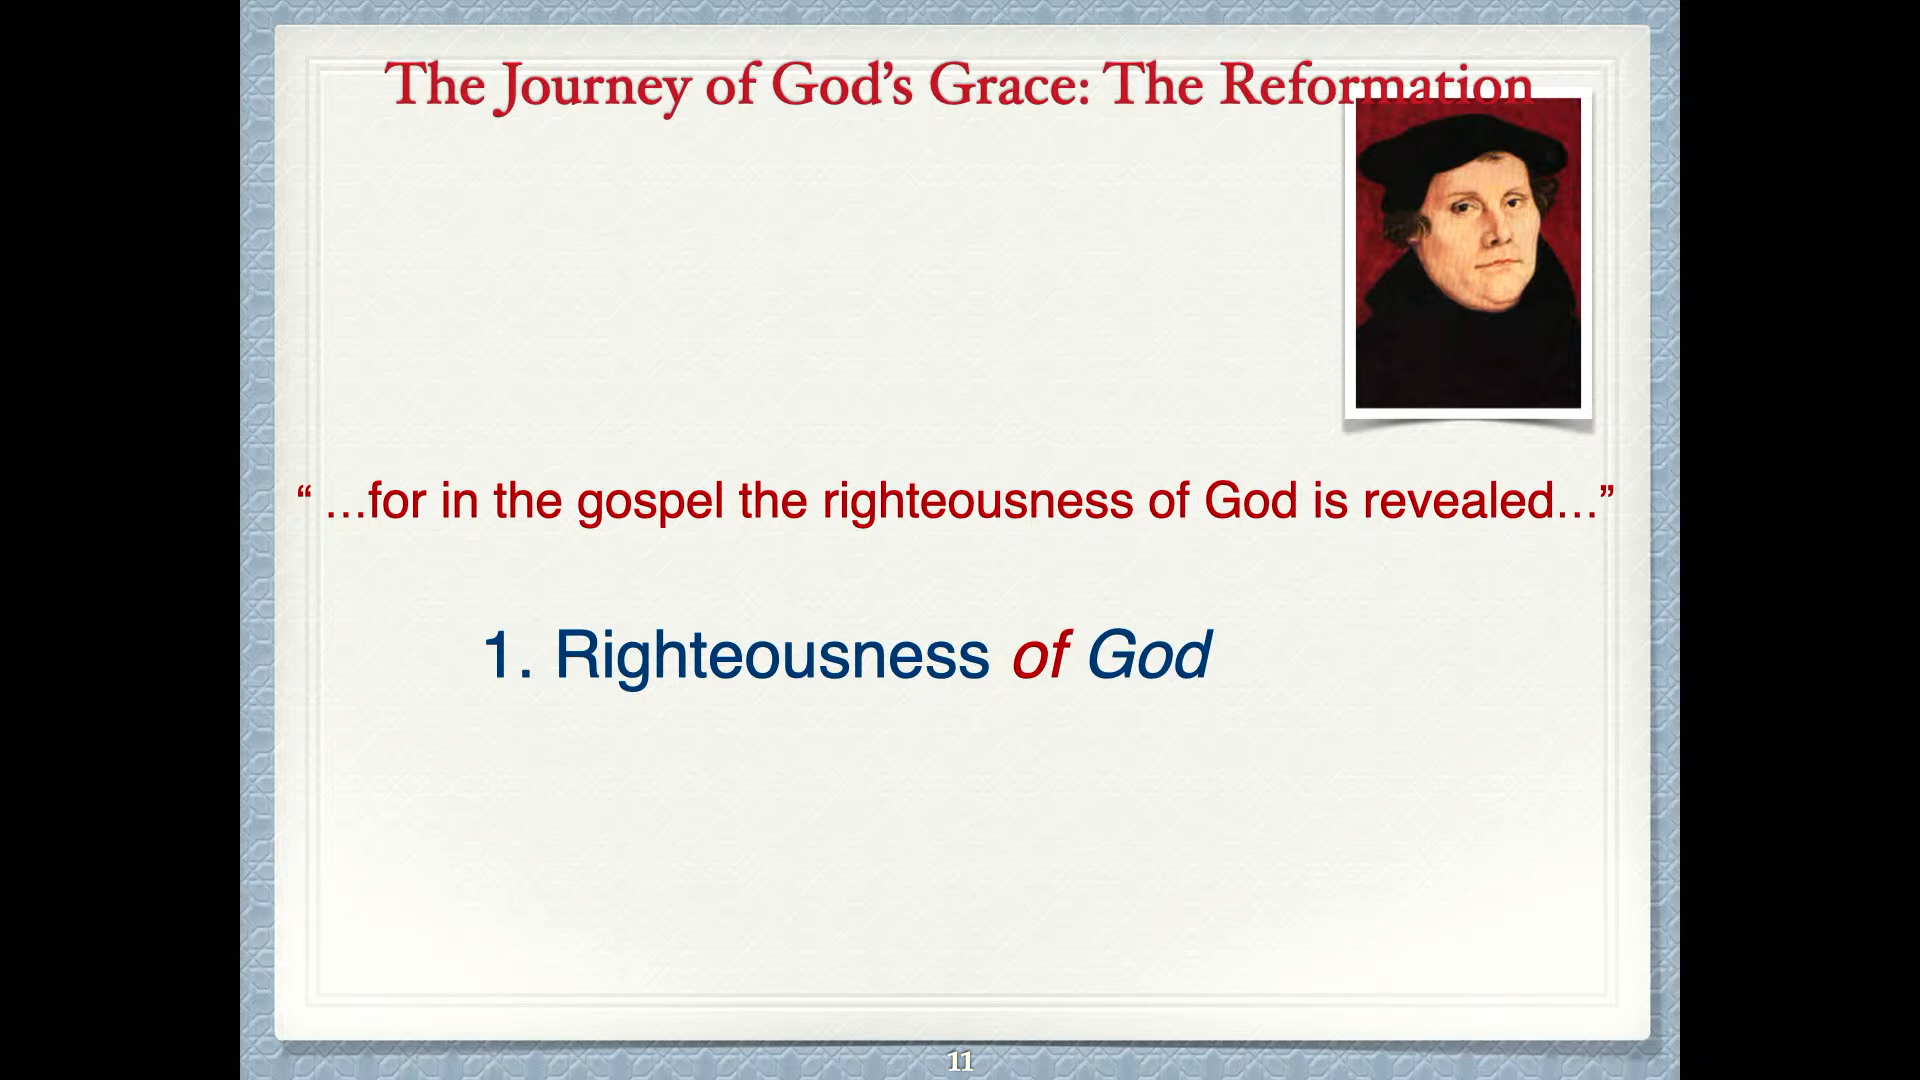 The Journey of God’s Grace: The Reformation
“ …for in the gospel the righteousness of God is revealed…”
1. Righteousness of God
11